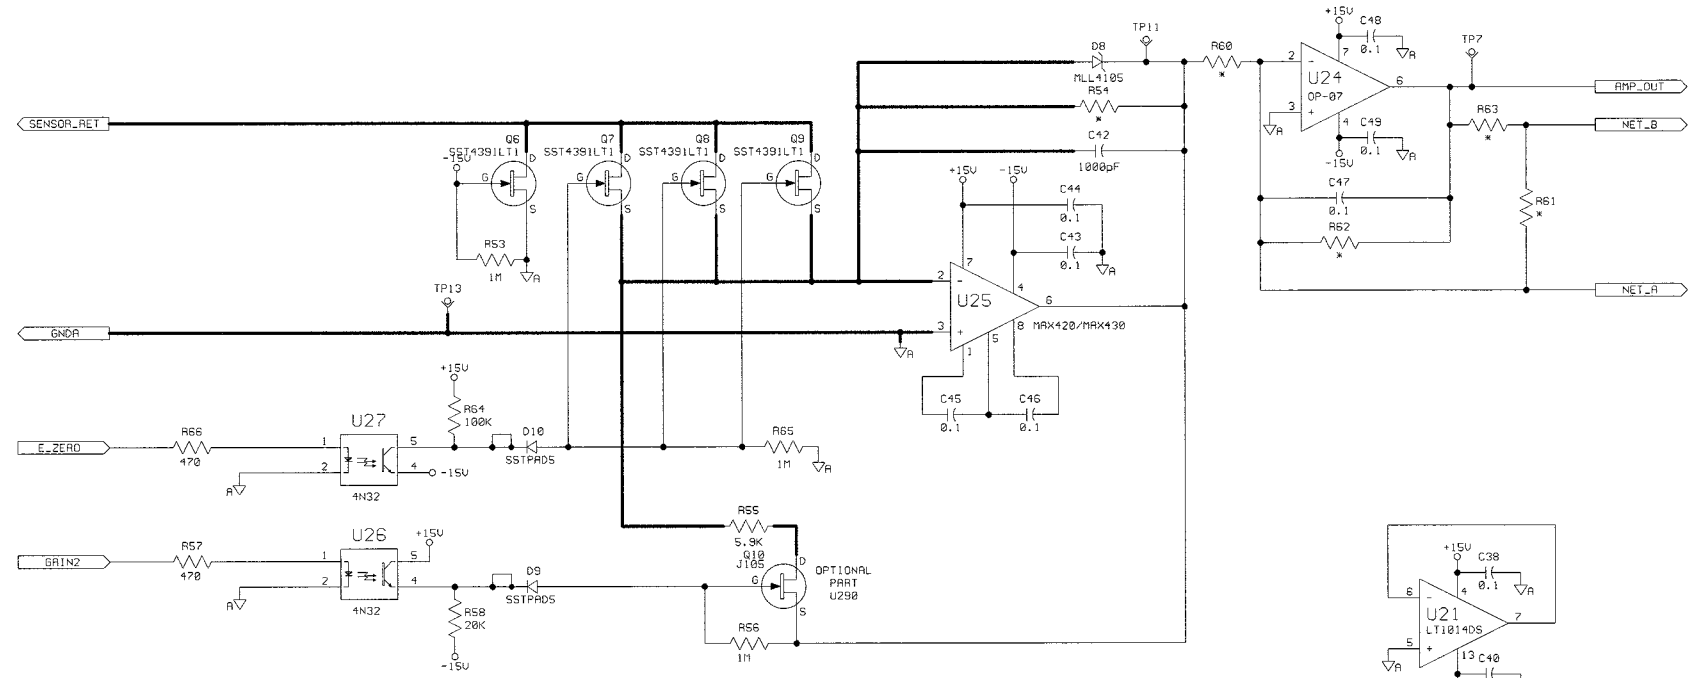 +15V
C48
0.1
A
TP11
TP7
D8
MLL4105
R60
*
2
-
7
U24
OP-07
3
+
4
6
AMP_OUT
A
R54
*
C49
0.1
A
-15V
R63
*
NET_B
SENSOR_RET
Q6
SST4391LT1
Q7
SST4391LT1
Q8
SST4391LT1
Q9
SST4391LT1
C42
1000pF
-15V
D
G
S
D
G
S
D
G
S
D
G
S
+15V
-15V
C44
0.1
C43
0.1
A
C47
0.1
R61
*
R62
*
R53
1M
A
2
-
7
4
U25
6
3
+
1
5
8
MAX420/MAX430
NET_A
TP13
GNDA
A
C45
0.1
C46
0.1
+15V
R64
100K
U27
E_ZERO
R66
470
1
2
5
4
-15V
4N32
A
D10
SSTPAD5
R65
1M
A
R55
5.9K
Q10
J105
D
G
S
OPTIONAL
PART
U290
U26
+15V
GAIN2
R57
470
1
2
5
4
4N32
A
D9
SSTPAD5
R58
20K
-15V
R56
1M
+15V
C38
0.1
A
6
-
4
U21
LT1014DS
7
5
+
13
A
C40